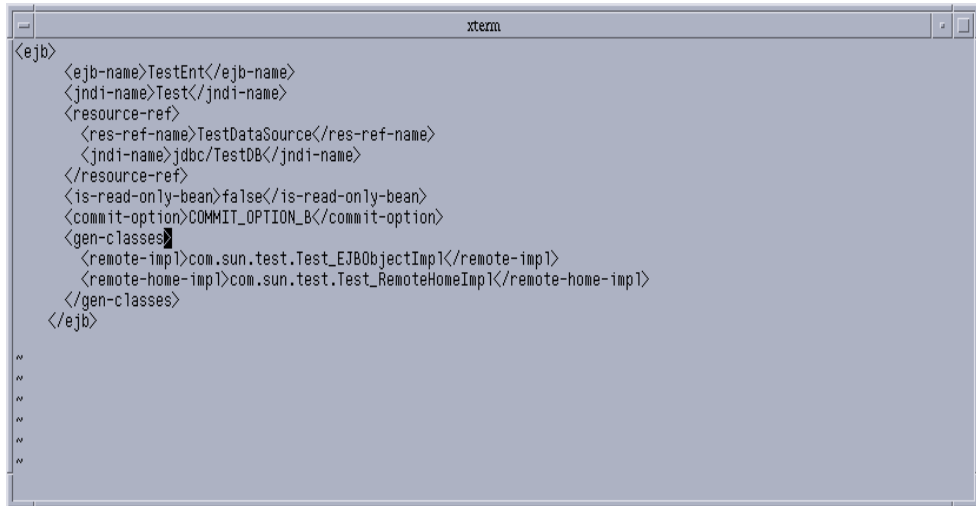 xterm
<ejb>
<ejb-name>TestEnt</ejb-name>
<jndi-name>Test</jndi-name>
<resource-ref>
<res-ref-name>TestDataSource</res-ref-name>
<jndi-name>jdbc/TestDB</jndi-name>
</resource-ref>
<is-read-only-bean>false</is-read-only-bean>
<commit-option>COMMIT_OPTION_B</commit-option>
<gen-classes>
<remote-impl>com.sun.test.Test_EJBObjectImpl</remote-impl>
<remote-home-impl>com.sun.test.Test_RemoteHomeImpl</remote-home-impl>
</gen-classes>
</ejb>
~
~
~
~
~
~